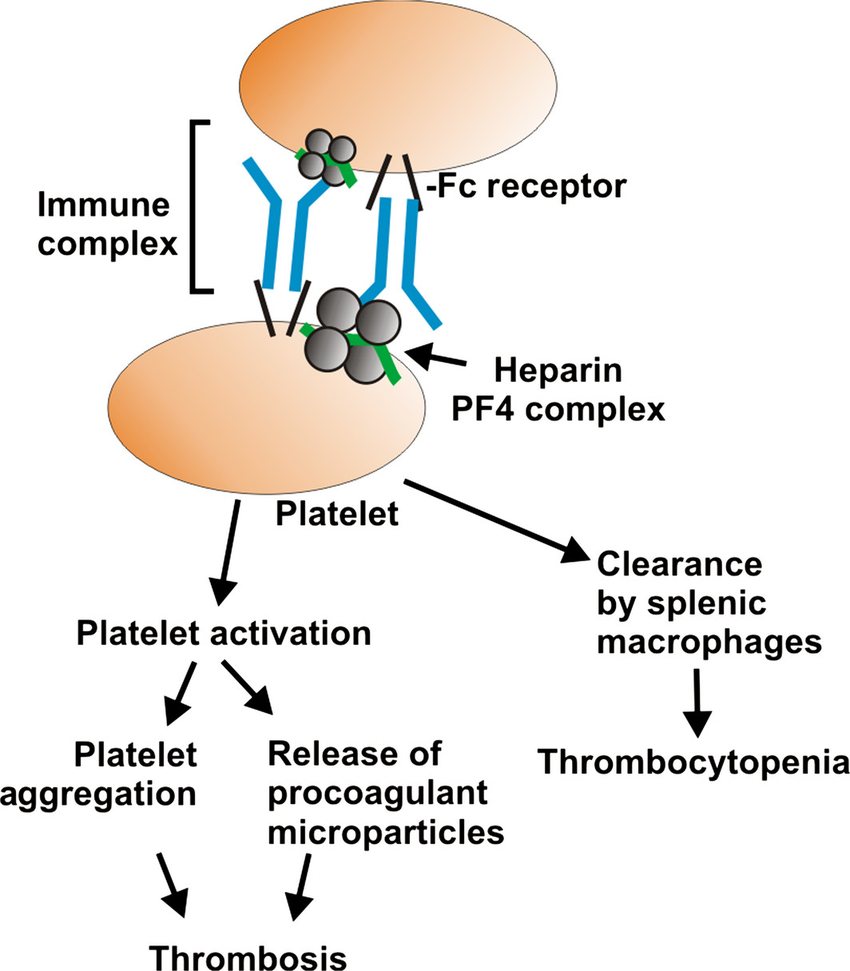 Immune
complex
-Fc receptor
Heparin
PF4 complex
Platelet
Clearance
by splenic
macrophages
Platelet activation
Platelet
aggregation
Release of
procoagulant
microparticles
Thrombocytopenia
Thrombosis